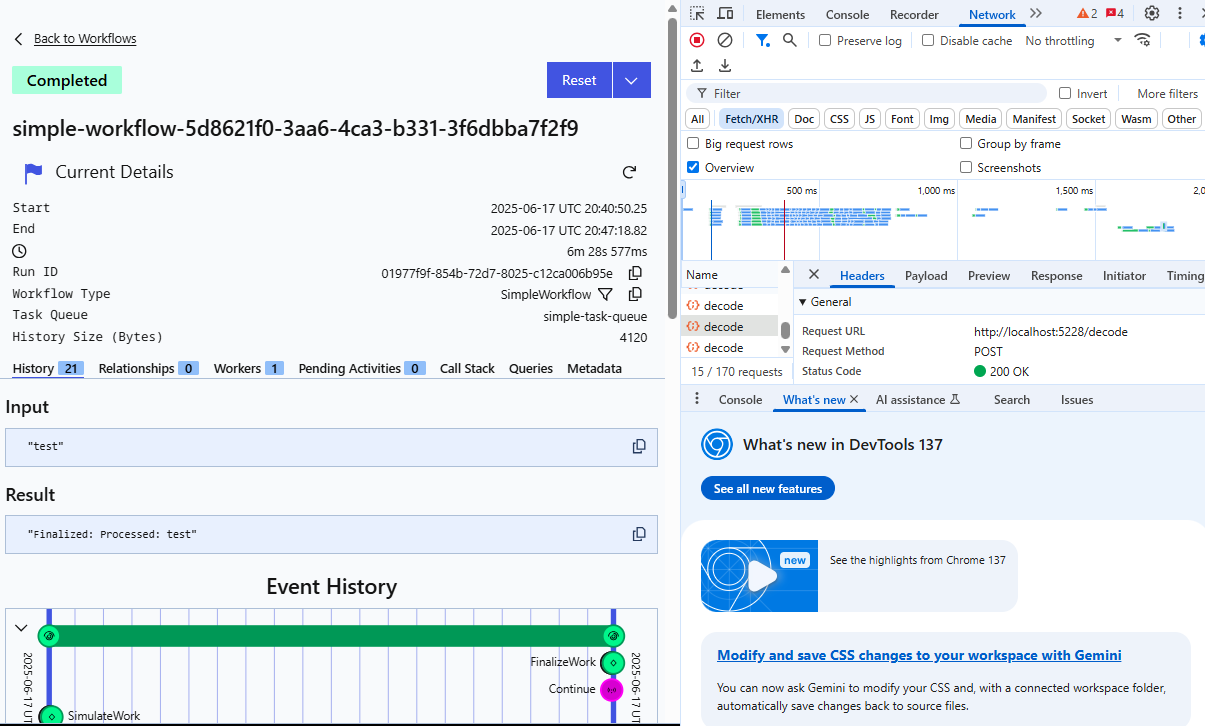 Back to Workflows
Completed
Reset
simple-workflow-5d8621f0-3aa6-4ca3-b331-3f6dbba7f2f9
Current Details
Start 2025-06-17 UTC 20:40:50.25
End 2025-06-17 UTC 20:47:18.82
6m 28s 577ms
Run ID 01977f9f-854b-72d7-8025-c12ca006b95e
Workflow Type SimpleWorkflow
Task Queue simple-task-queue
History Size (Bytes) 4120
History 21 Relationships 0 Workers 1 Pending Activities 0 Call Stack Queries Metadata
Input
"test"
Result
"Finalized: Processed: test"
Event History
2025-06-17 UT
2025-06-17 UT
FinalizeWork
Continue
SimulateWork
Elements Console Recorder Network 2 4
Preserve log Disable cache No throttling
Filter Invert More filters
All Fetch/XHR Doc CSS JS Font Img Media Manifest Socket Wasm Other
Big request rows Group by frame
Overview Screenshots
500 ms 1,000 ms 1,500 ms 2,0
Name Headers Payload Preview Response Initiator Timing
decode
decode
decode
decode
15 / 170 requests
General
Request URL http://localhost:5228/decode
Request Method POST
Status Code 200 OK
Console What's new AI assistance Search Issues
What's new in DevTools 137
See all new features
new
See the highlights from Chrome 137
Modify and save CSS changes to your workspace with Gemini
You can now ask Gemini to modify your CSS and, with a connected workspace folder,
automatically save changes back to source files.